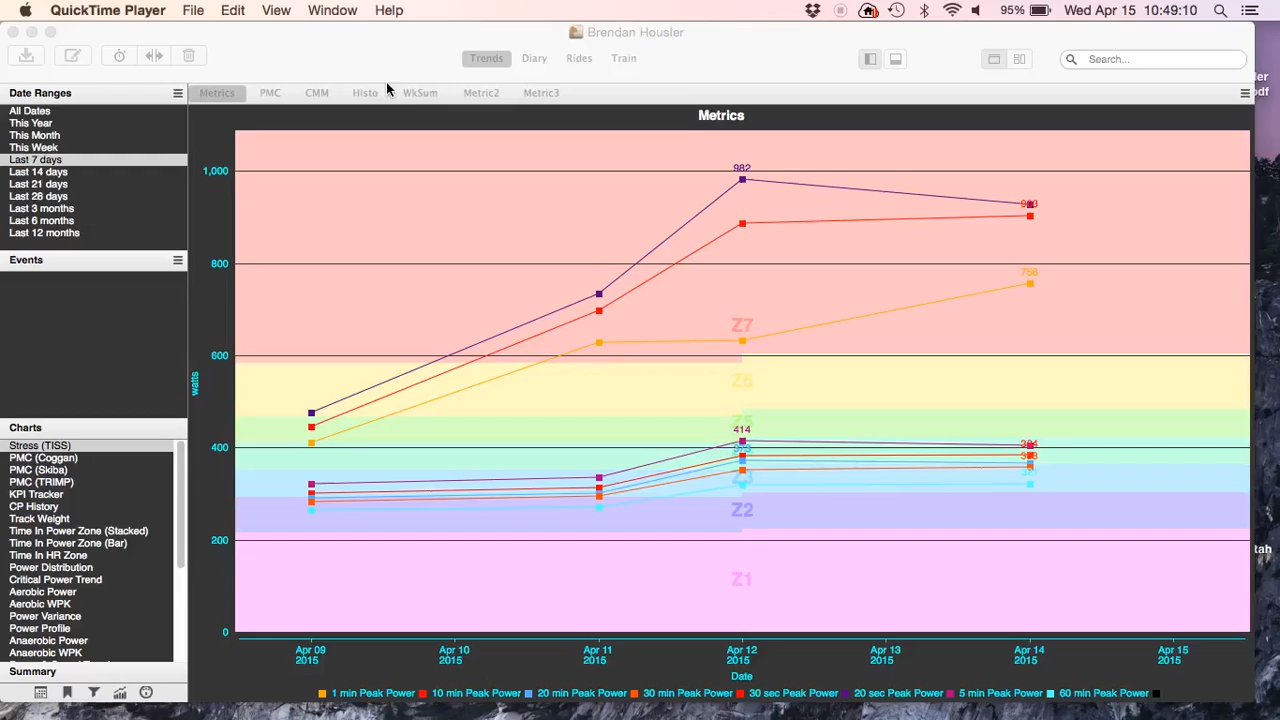 QuickTime Player File Edit View Window Help 95% Wed Apr 15 10:49:10
Brendan Housler
Trends Diary Rides Train Search...
Date Ranges
Metrics PMC CMM Histo WkSum Metric2 Metric3
All Dates
This Year
This Month
This Week
Last 7 days
Last 14 days
Last 21 days
Last 28 days
Last 3 months
Last 6 months
Last 12 months
Events
Charts
Stress (TISS)
PMC (Coggan)
PMC (Skiba)
PMC (TRIMP)
KPI Tracker
CP History
Track Weight
Time In Power Zone (Stacked)
Time In Power Zone (Bar)
Time In HR Zone
Power Distribution
Critical Power Trend
Aerobic Power
Aerobic WPK
Power Variance
Power Profile
Anaerobic Power
Anaerobic WPK
Summary
Metrics
1,000
800
600
400
200
0
watts
982
756
414
Z7
Z6
Z5
Z2
Z1
Apr 09
2015
Apr 10
2015
Apr 11
2015
Apr 12
2015
Apr 13
2015
Apr 14
2015
Apr 15
2015
Date
1 min Peak Power 10 min Peak Power 20 min Peak Power 30 min Peak Power 30 sec Peak Power 20 sec Peak Power 5 min Peak Power 60 min Peak Power
ler
odf
tah